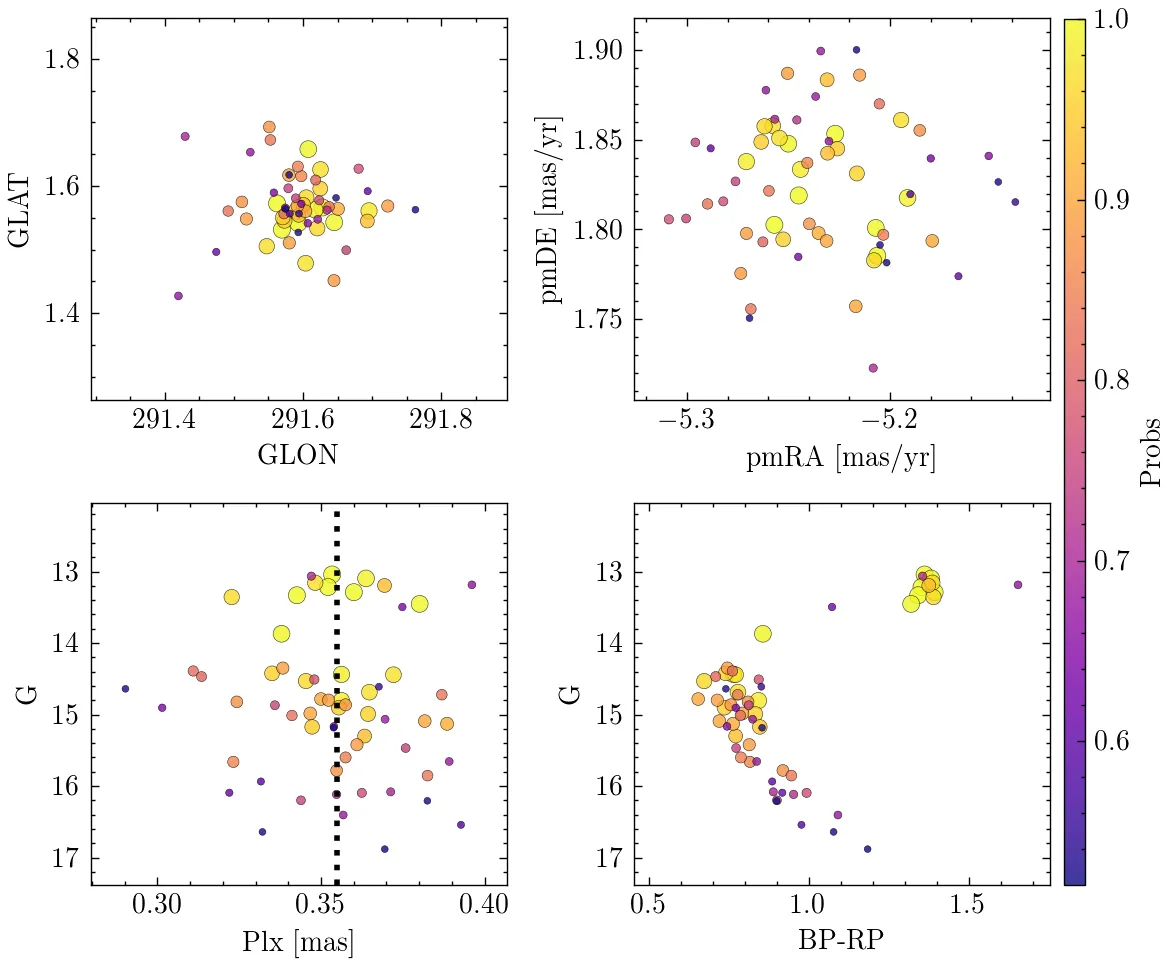 1.8
1.6
1.4
GLAT
291.4 291.6 291.8
GLON
1.90
1.85
1.80
1.75
pmDE [mas/yr]
−5.3 −5.2
pmRA [mas/yr]
1.0
0.9
0.8
0.7
0.6
Probs
13
14
15
16
17
G
0.30 0.35 0.40
Plx [mas]
13
14
15
16
17
G
0.5 1.0 1.5
BP-RP